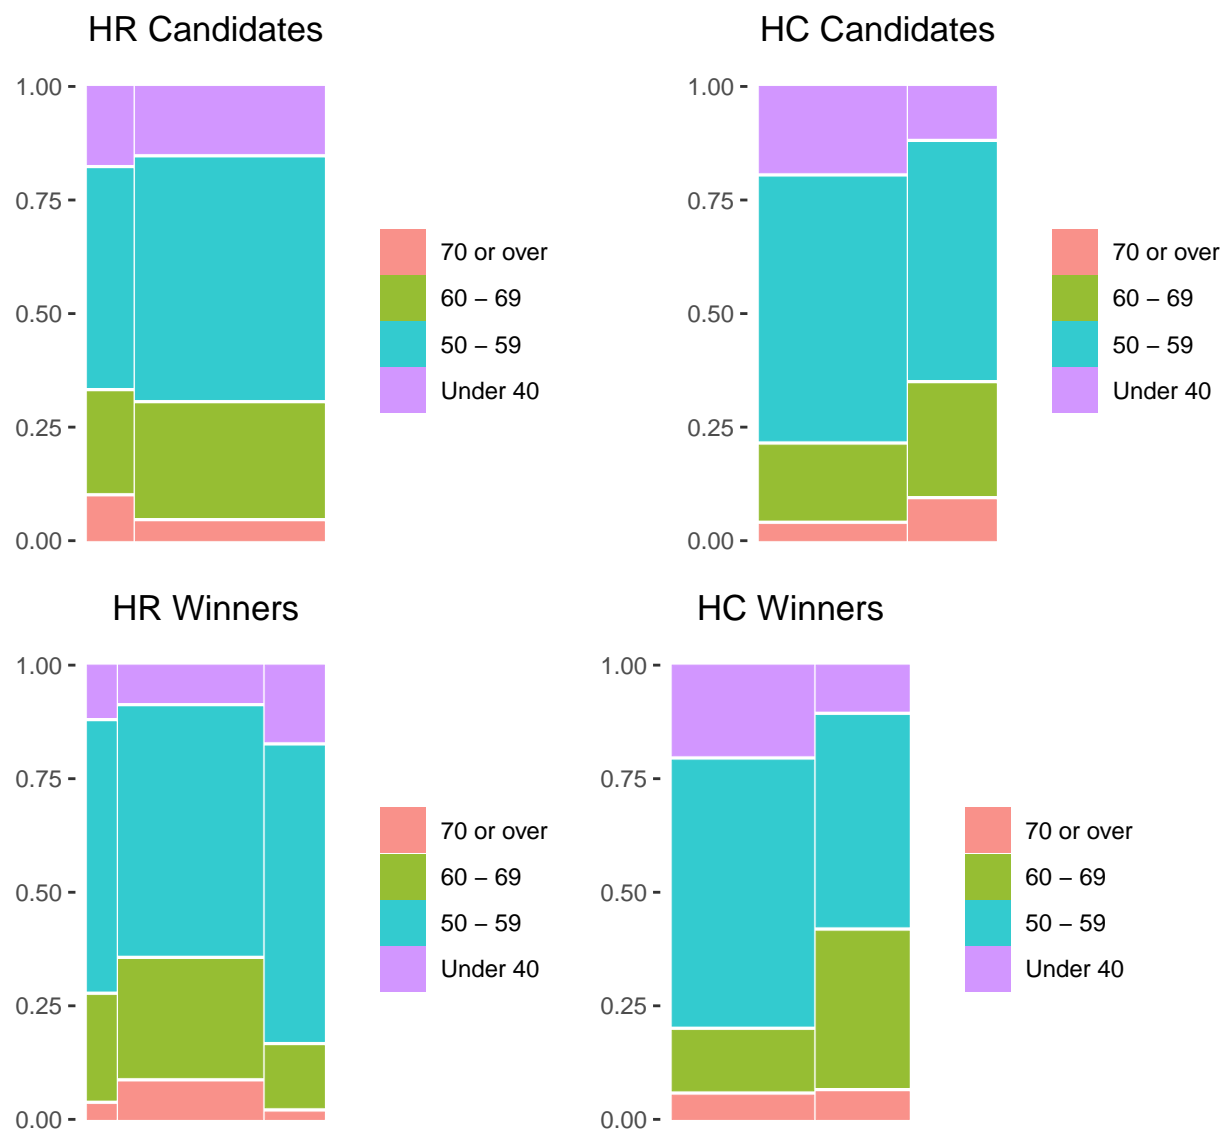 HR Candidates
1.00
0.75
0.50
0.25
0.00
70 or over
60 – 69
50 – 59
Under 40
HC Candidates
1.00
0.75
0.50
0.25
0.00
70 or over
60 – 69
50 – 59
Under 40
HR Winners
1.00
0.75
0.50
0.25
0.00
70 or over
60 – 69
50 – 59
Under 40
HC Winners
1.00
0.75
0.50
0.25
0.00
70 or over
60 – 69
50 – 59
Under 40